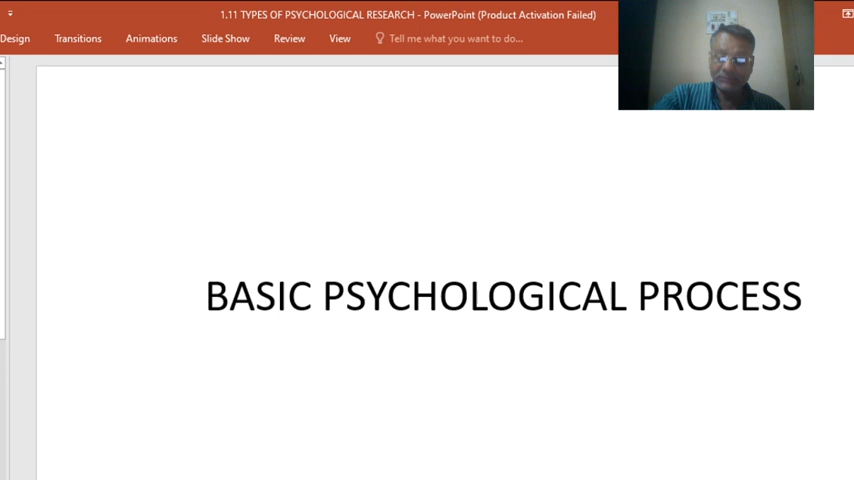 1.11 TYPES OF PSYCHOLOGICAL RESEARCH - PowerPoint (Product Activation Failed)
Design Transitions Animations Slide Show Review View Tell me what you want to do...
BASIC PSYCHOLOGICAL PROCESS